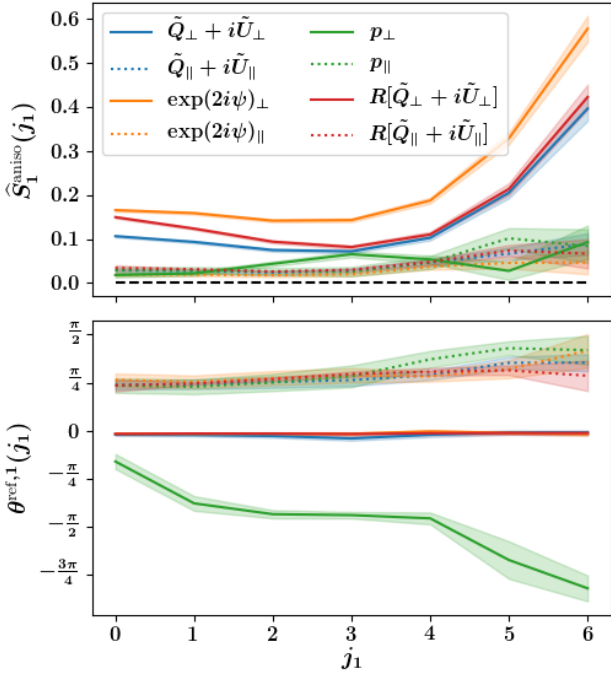 0.6
0.5
0.4
0.3
0.2
0.1
0.0
Ŝ₁ᵃⁿⁱˢᵒ(j₁)
Q̃⊥ + iŨ⊥
Q̃∥ + iŨ∥
exp(2iψ)⊥
exp(2iψ)∥
p⊥
p∥
R[Q̃⊥ + iŨ⊥]
R[Q̃∥ + iŨ∥]
π/2
π/4
0
−π/4
−π/2
−3π/4
θ^{ref,1}(j₁)
0 1 2 3 4 5 6
j₁